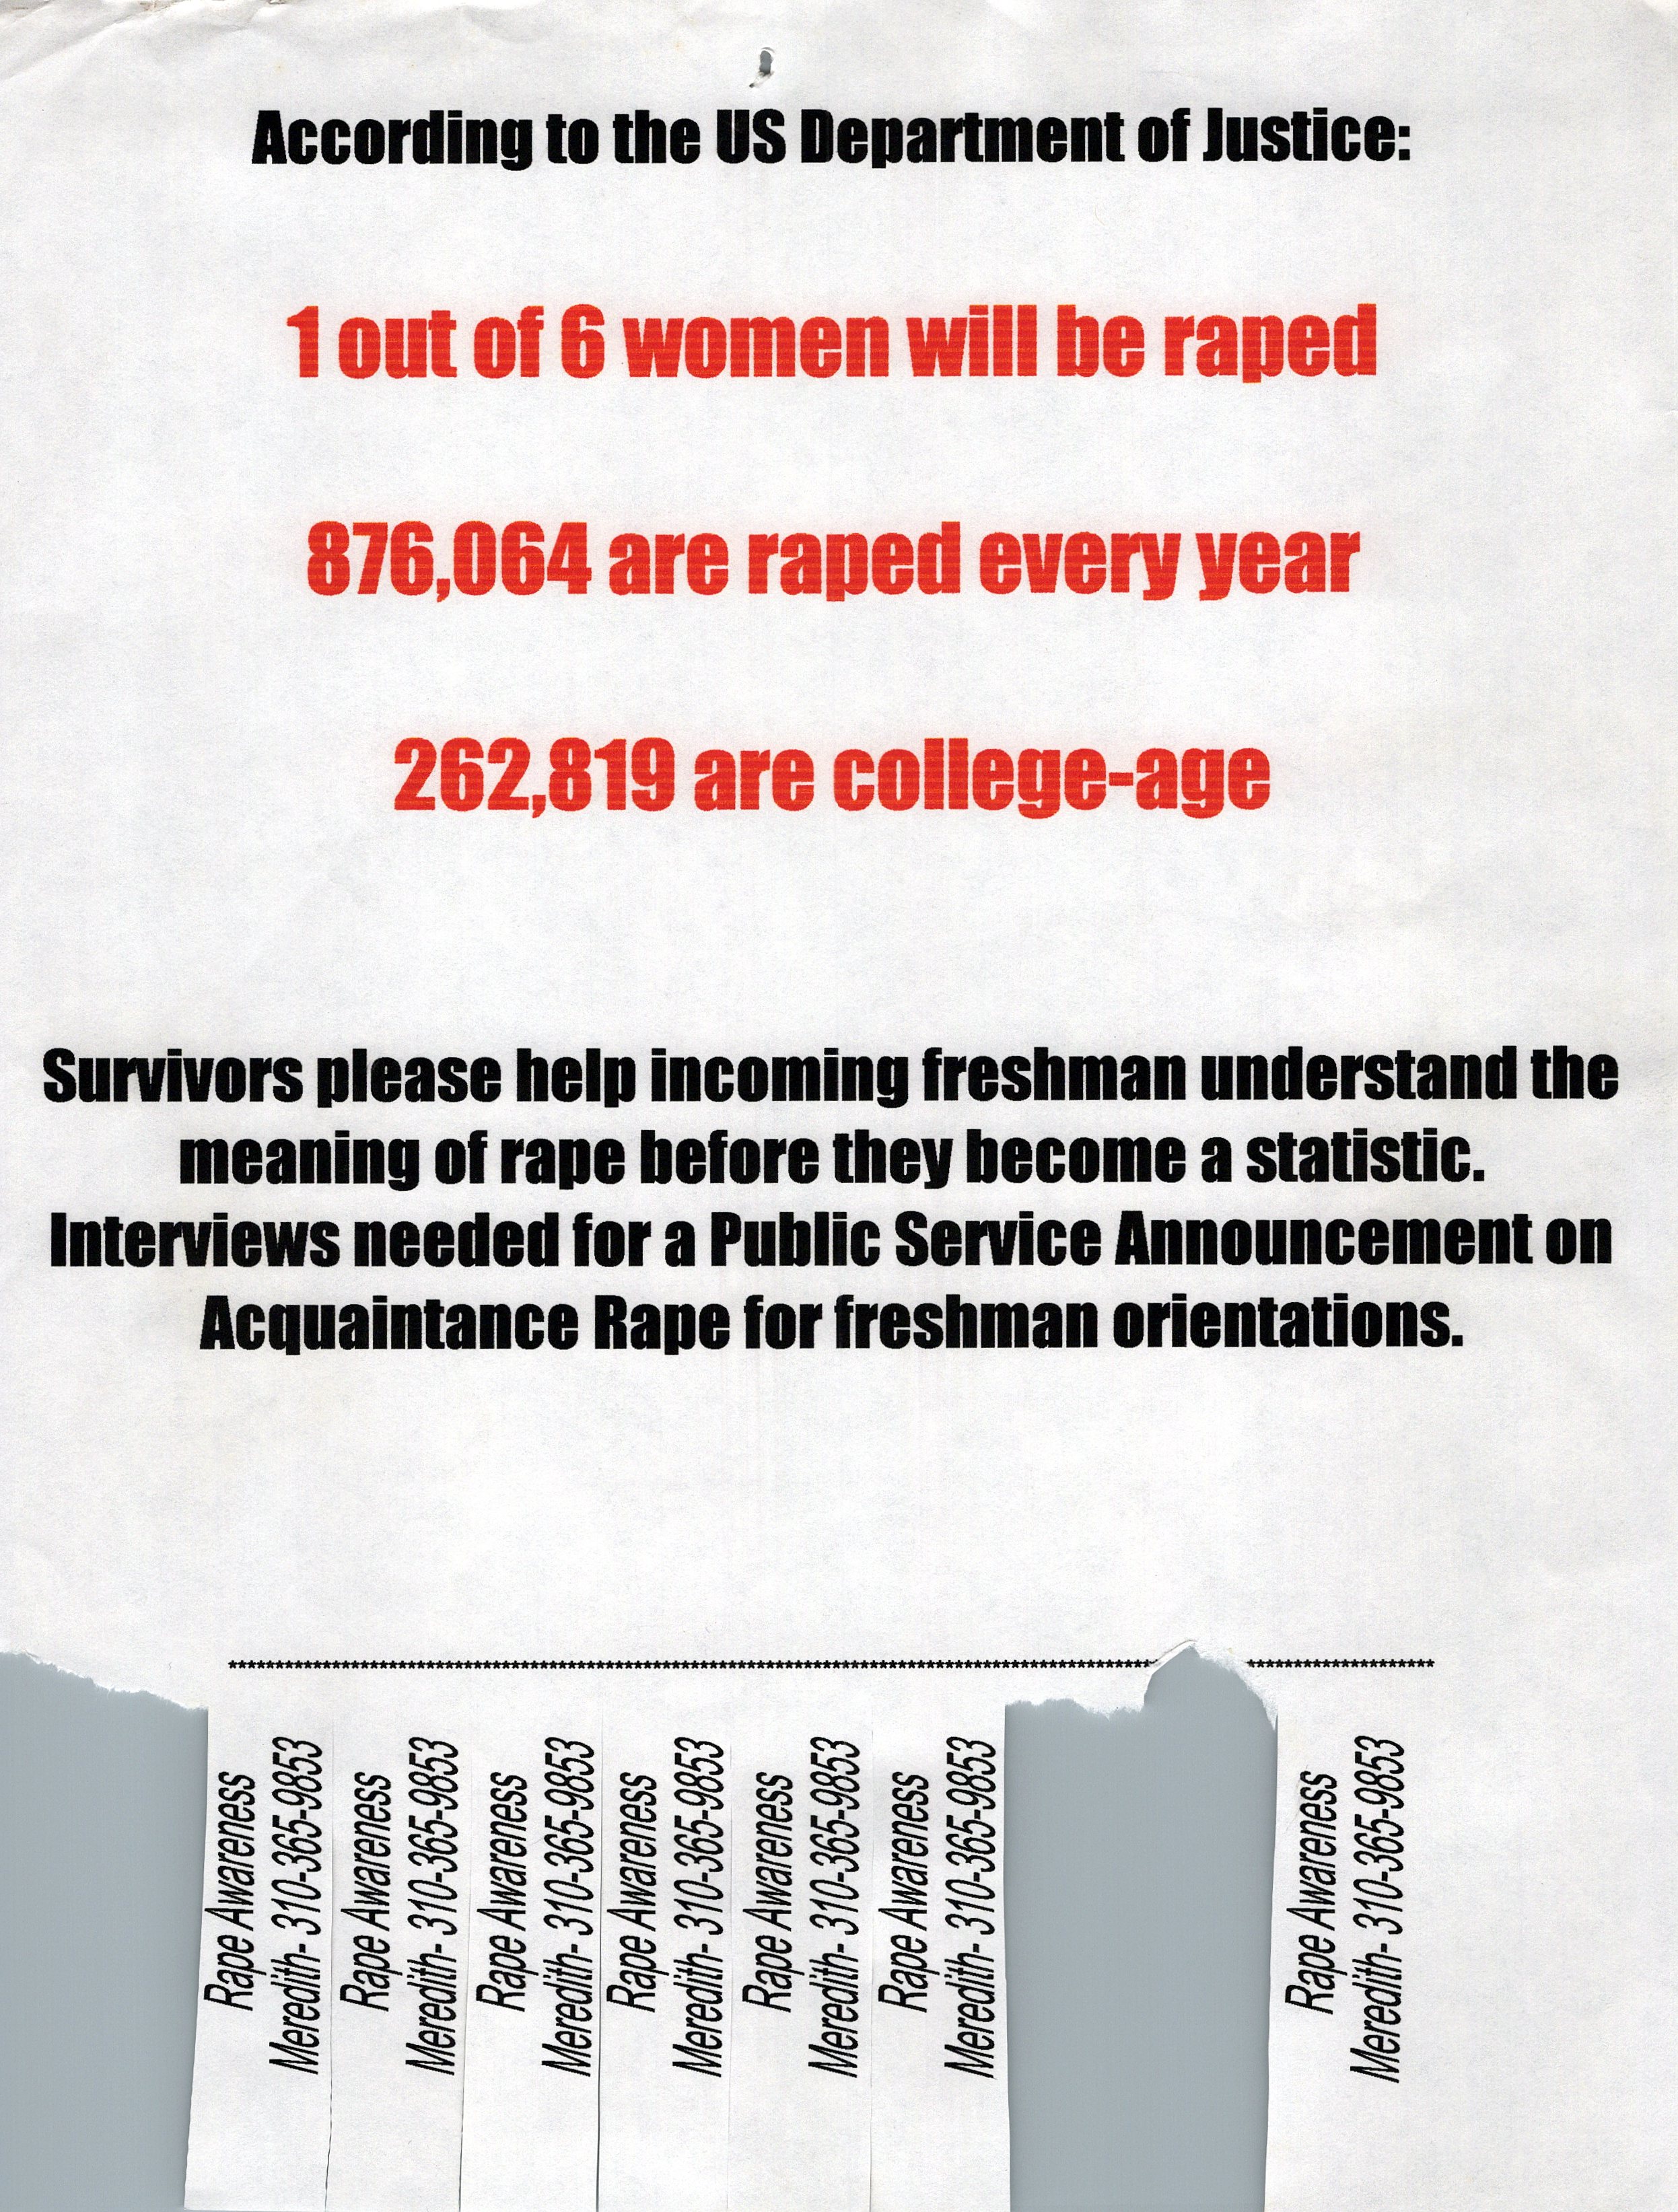 According to the US Department of Justice:
1 out of 6 women will be raped
876,064 are raped every year
262,819 are college-age
Survivors please help incoming freshman understand the
meaning of rape before they become a statistic.
Interviews needed for a Public Service Announcement on
Acquaintance Rape for freshman orientations.
Rape Awareness
Meredith- 310-365-9853
Rape Awareness
Meredith- 310-365-9853
Rape Awareness
Meredith- 310-365-9853
Rape Awareness
Meredith- 310-365-9853
Rape Awareness
Meredith- 310-365-9853
Rape Awareness
Meredith- 310-365-9853
Rape Awareness
Meredith- 310-365-9853